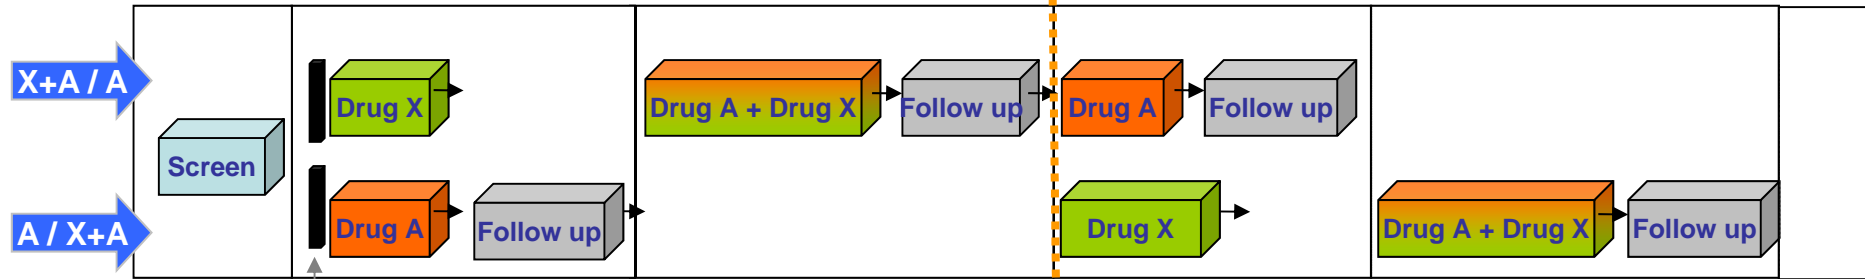 X+A / A
Drug X
Drug A + Drug X
Follow up
Drug A
Follow up
Screen
A / X+A
Drug A
Follow up
Drug X
Drug A + Drug X
Follow up